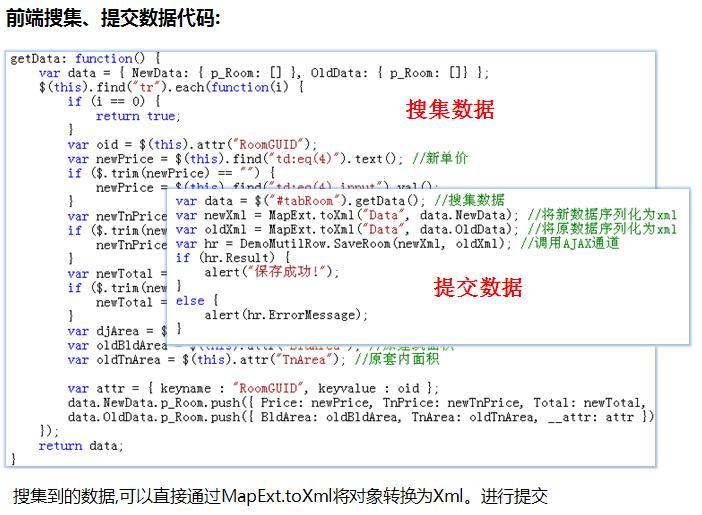 前端搜集、提交数据代码:
getData: function() {
var data = { NewData: { p_Room: [] }, OldData: { p_Room: []} };
$(this).find("tr").each(function(i) {
if (i == 0) {
return true;
}
搜集数据
var oid = $(this).attr("RoomGUID");
var newPrice = $(this).find("td:eq(4)").text(); //新单价
if ($.trim(newPrice) == "") {
newPrice = $(this).find("td:eq(4) input").val();
}
var newTnPrice
if ($.trim(new
newTnPrice
}
var newTotal =
if ($.trim(new
newTotal =
}
var djArea = $
var oldBldArea = $(this).attr("BldArea"); //原建筑面积
var oldTnArea = $(this).attr("TnArea"); //原套内面积
var attr = { keyname : "RoomGUID", keyvalue : oid };
data.NewData.p_Room.push({ Price: newPrice, TnPrice: newTnPrice, Total: newTotal,
data.OldData.p_Room.push({ BldArea: oldBldArea, TnArea: oldTnArea, __attr: attr })
});
return data;
}
var data = $("#tabRoom").getData(); //搜集数据
var newXml = MapExt.toXml("Data", data.NewData); //将新数据序列化为xml
var oldXml = MapExt.toXml("Data", data.OldData); //将原数据序列化为xml
var hr = DemoMutilRow.SaveRoom(newXml, oldXml); //调用AJAX通道
if (hr.Result) {
alert("保存成功!");
}
else {
alert(hr.ErrorMessage);
}
提交数据
搜集到的数据,可以直接通过MapExt.toXml将对象转换为Xml。进行提交